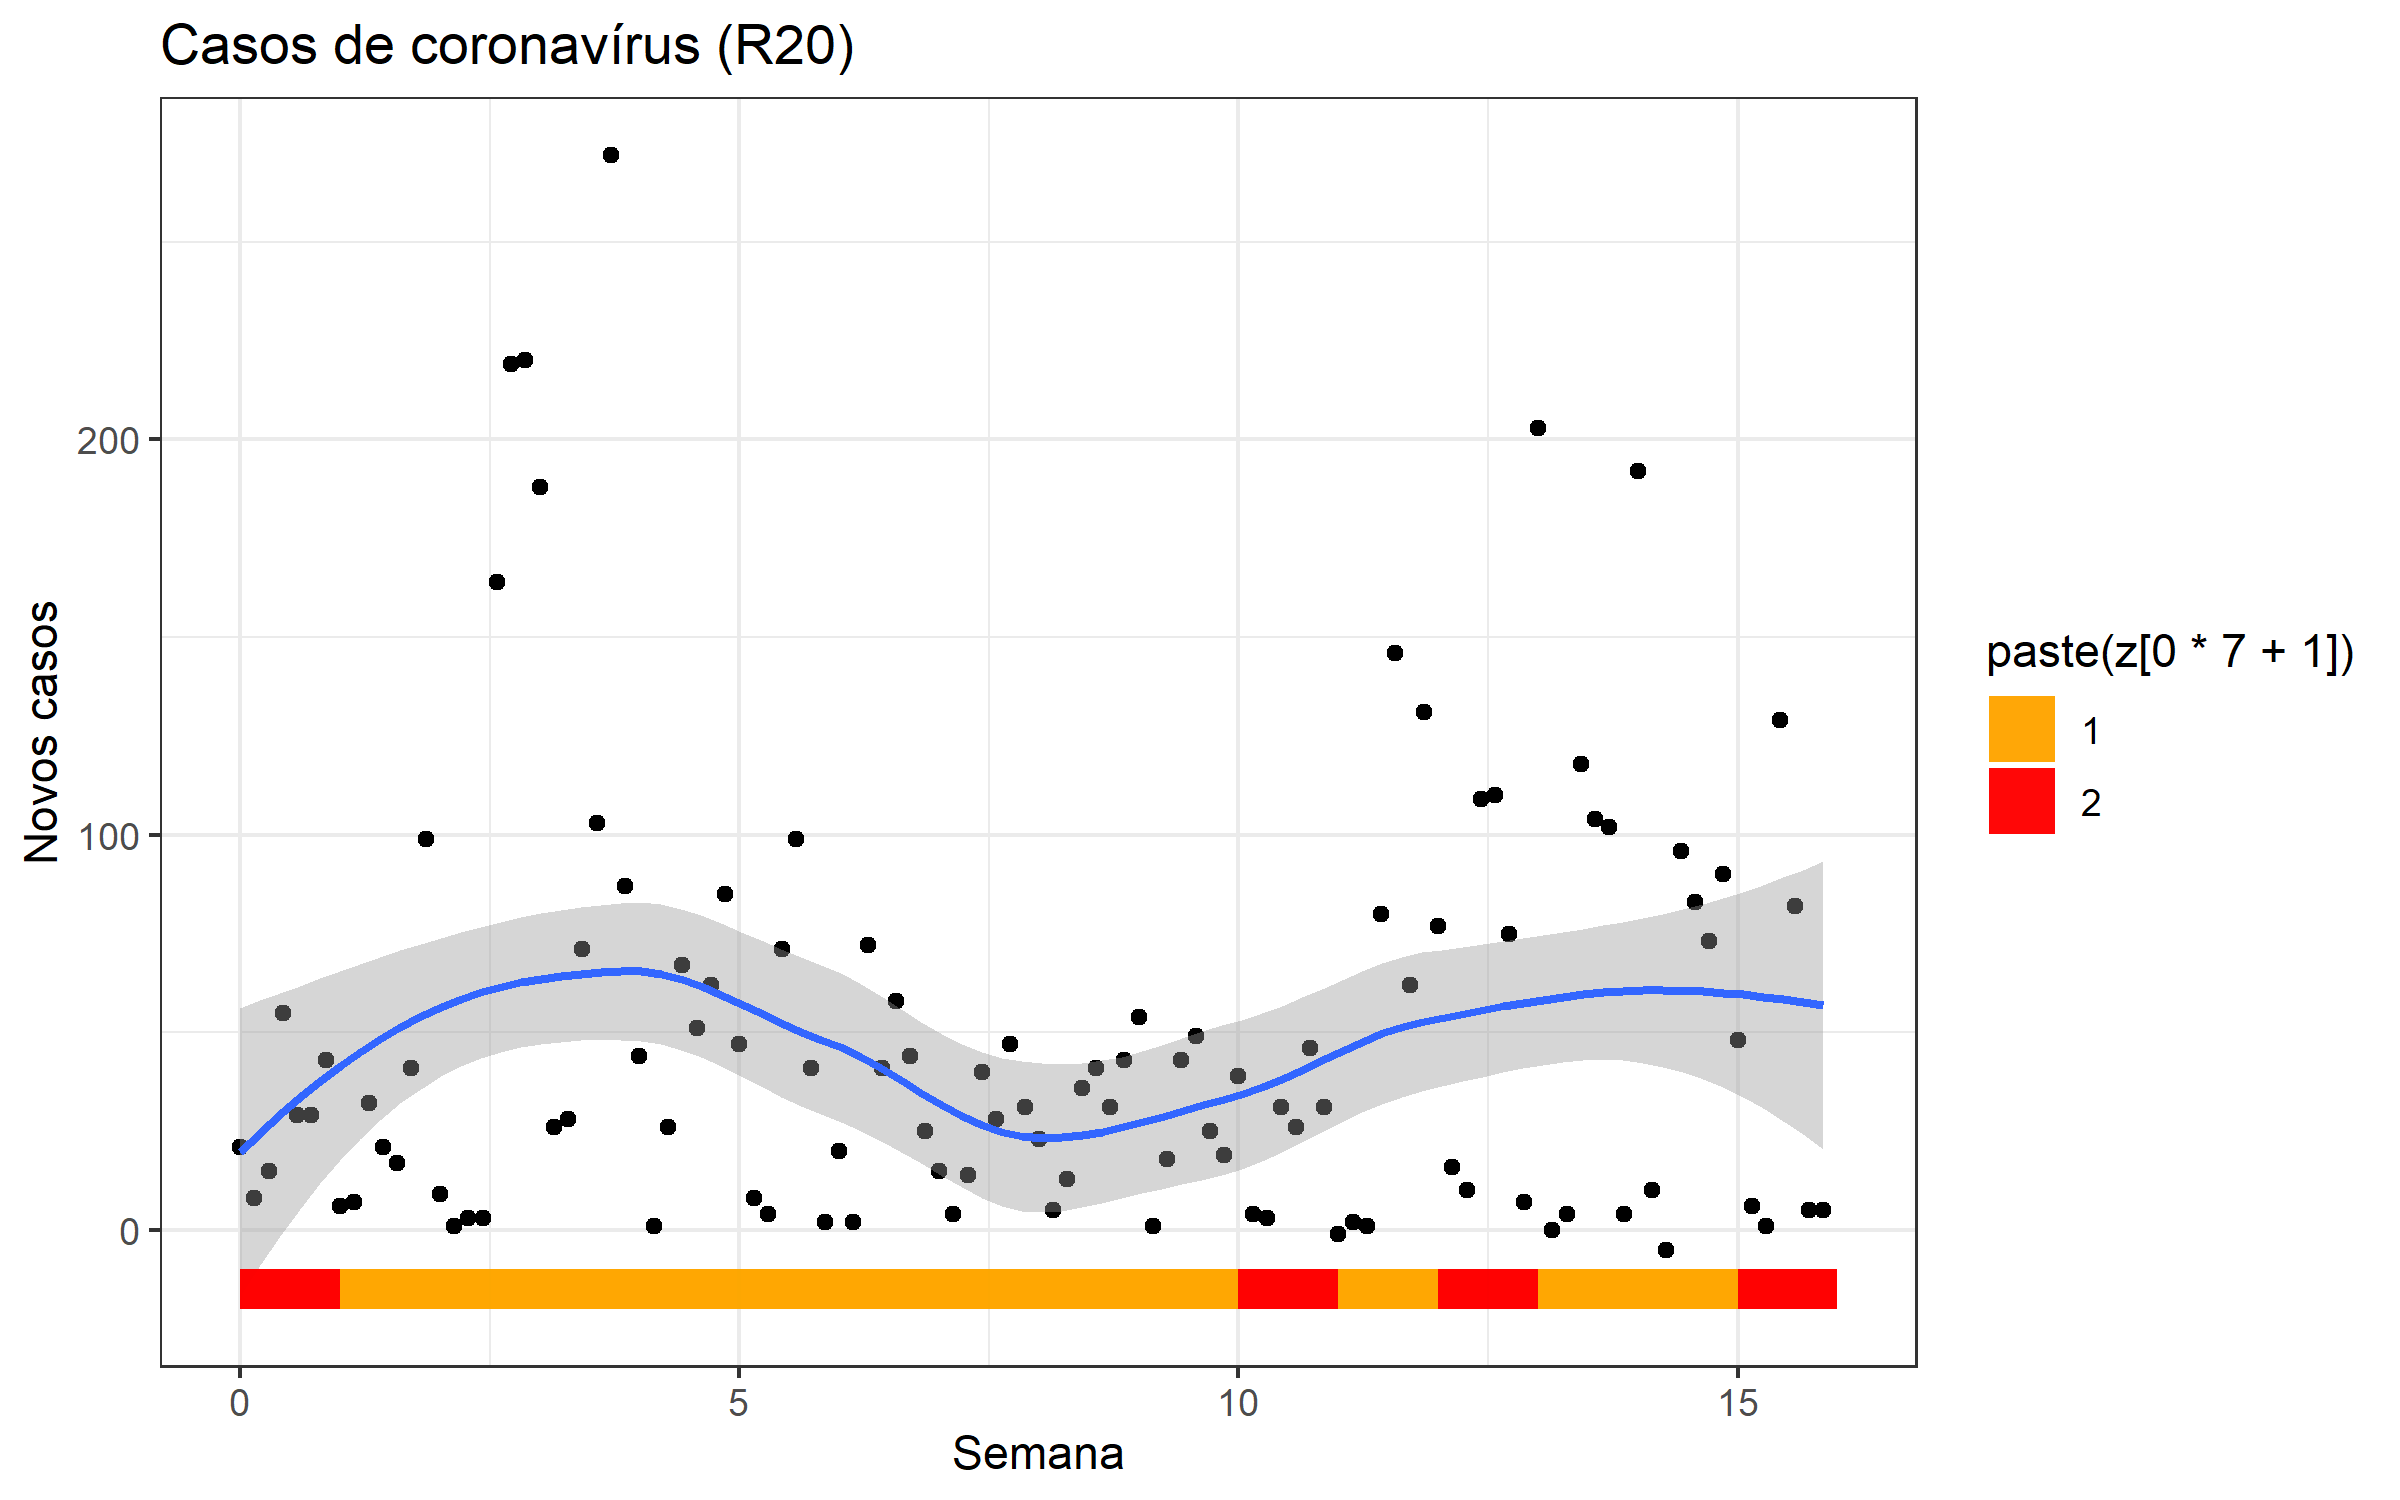 Casos de coronavírus (R20)
Novos casos
200
100
0
0 5 10 15
Semana
paste(z[0 * 7 + 1])
1
2